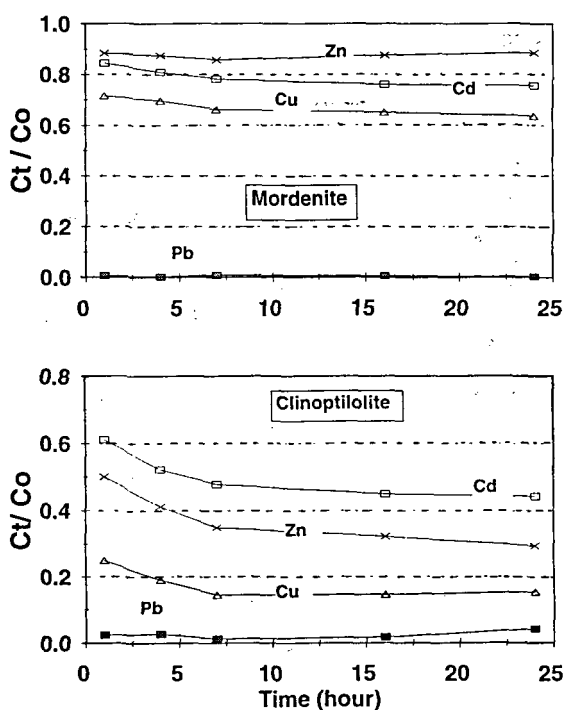 1.0
Zn
0.8
Cd
Cu
0.6
Ct / Co
0.4
Mordenite
0.2
Pb
0.0
0 5 10 15 20 25
0.8
Clinoptilolite
0.6
Cd
Ct/ Co
0.4
Zn
0.2
Cu
Pb
0.0
0 5 10 15 20 25
Time (hour)